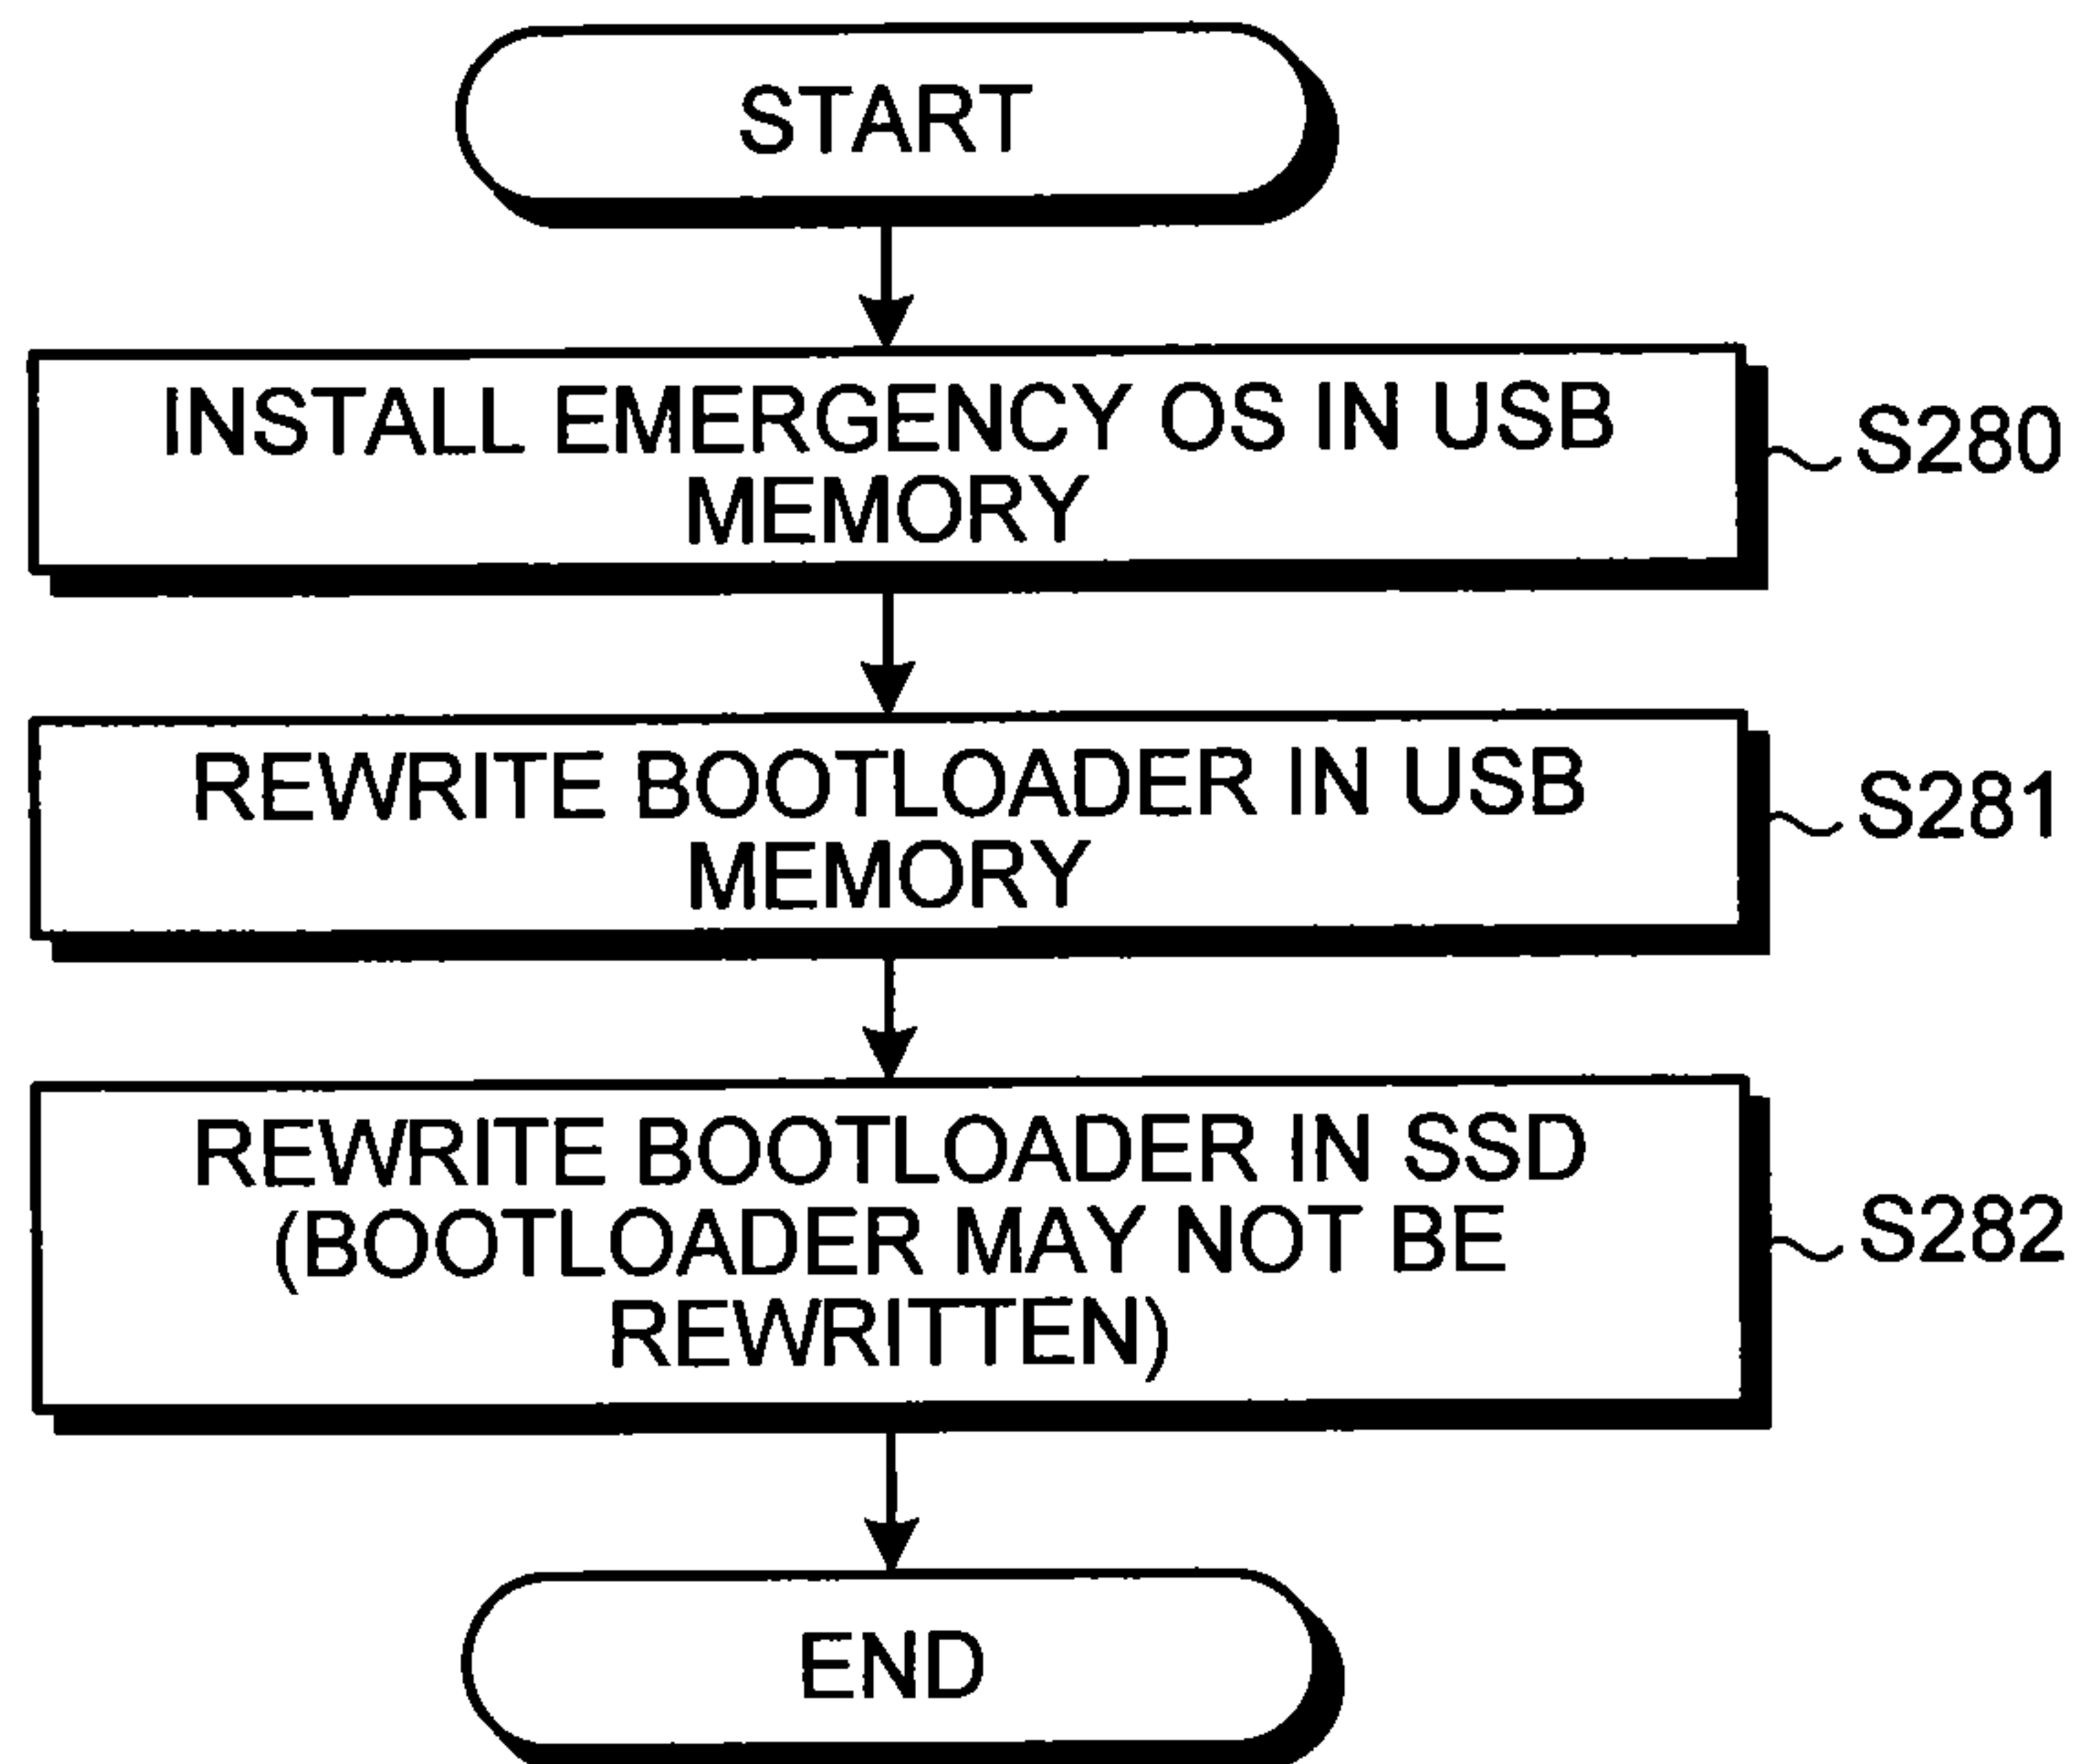 START
INSTALL EMERGENCY OS IN USB
MEMORY
S280
REWRITE BOOTLOADER IN USB
MEMORY
S281
REWRITE BOOTLOADER IN SSD
(BOOTLOADER MAY NOT BE
REWRITTEN)
S282
END